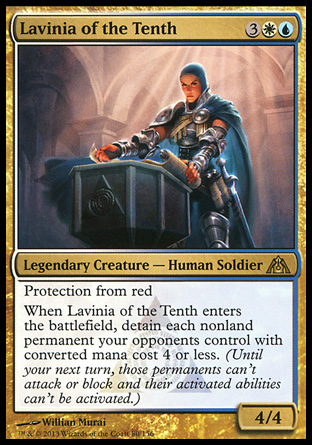 Lavinia of the Tenth 3
Legendary Creature — Human Soldier
Protection from red
When Lavinia of the Tenth enters
the battlefield, detain each nonland
permanent your opponents control with
converted mana cost 4 or less. (Until
your next turn, those permanents can't
attack or block and their activated abilities
can't be activated.)
4/4
Willian Murai
™ & © 2013 Wizards of the Coast 80/156